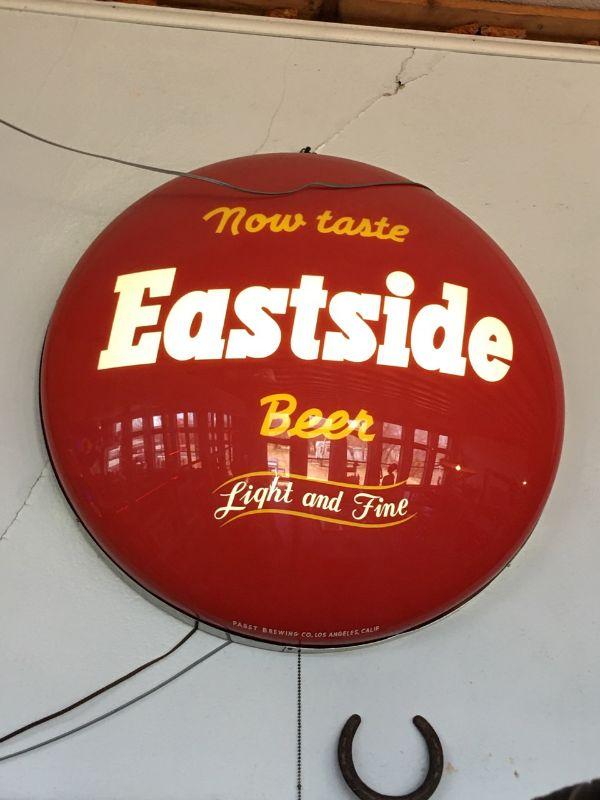 Now taste
Eastside
Beer
Light and Fine
PABST BREWING CO. LOS ANGELES, CALIF